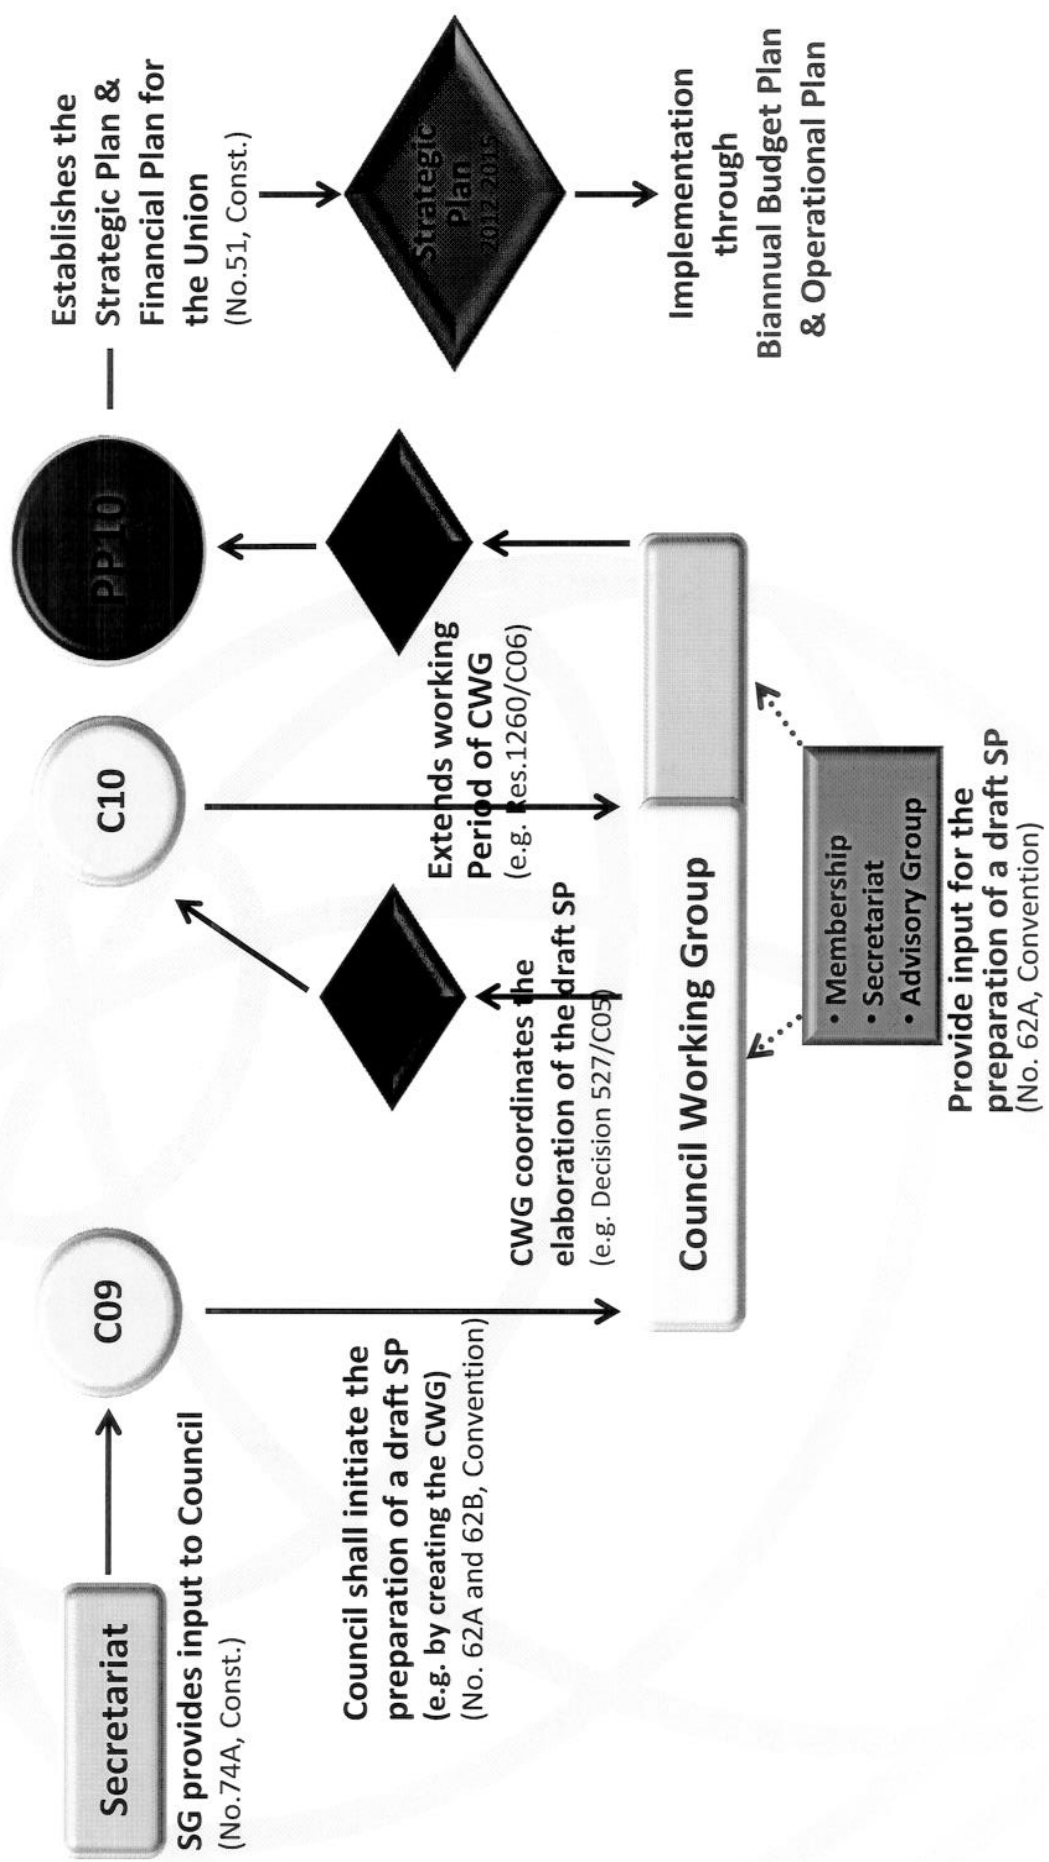 Secretariat
SG provides input to Council
(No.74A, Const.)
C09
Council shall initiate the
preparation of a draft SP
(e.g. by creating the CWG)
(No. 62A and 62B, Convention)
C10
CWG coordinates the
elaboration of the draft SP
(e.g. Decision 527/C05)
Extends working
Period of CWG
(e.g. Res.1260/C06)
Council Working Group
• Membership
• Secretariat
• Advisory Group
Provide input for the
preparation of a draft SP
(No. 62A, Convention)
PP10
Establishes the
Strategic Plan &
Financial Plan for
the Union
(No.51, Const.)
Strategic
Plan
2012-2015
Implementation
through
Biannual Budget Plan
& Operational Plan